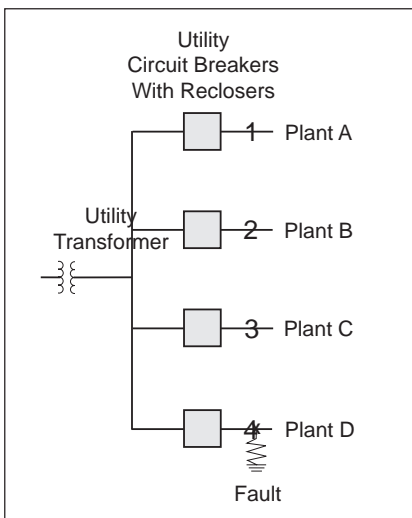 Utility
Circuit Breakers
With Reclosers
1 Plant A
Utility
Transformer
2 Plant B
3 Plant C
4 Plant D
Fault